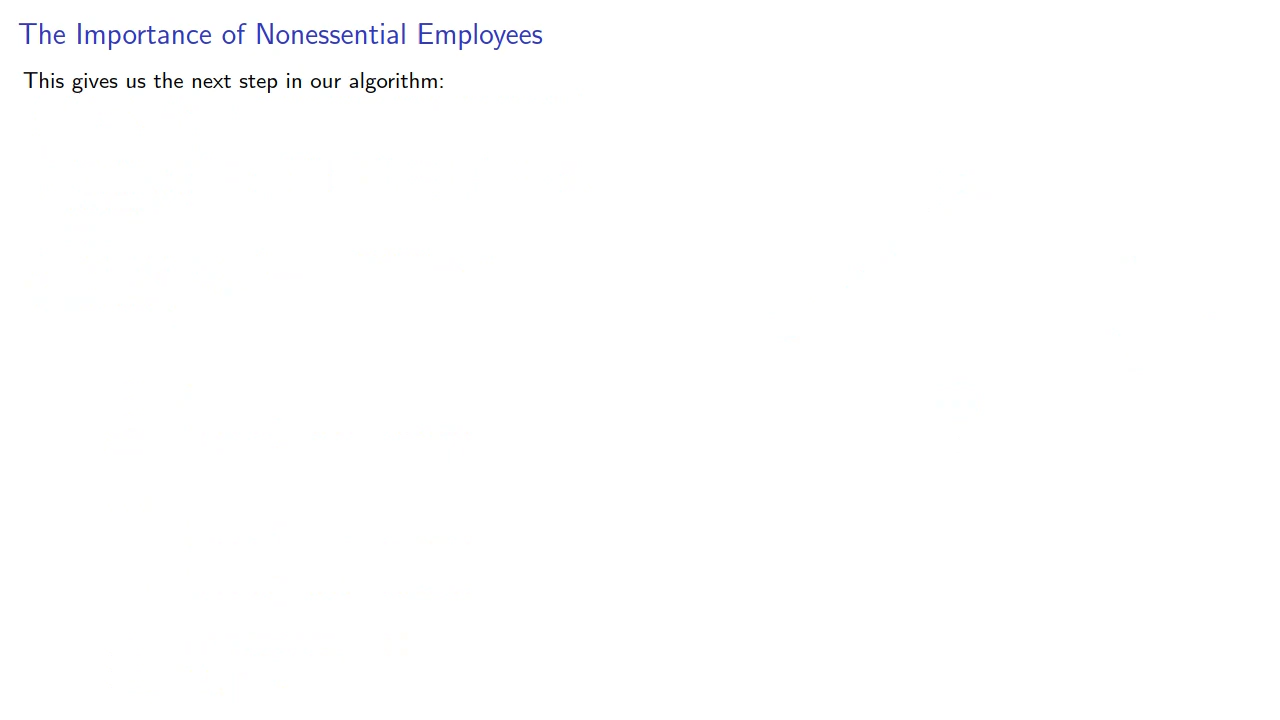 The Importance of Nonessential Employees
This gives us the next step in our algorithm: